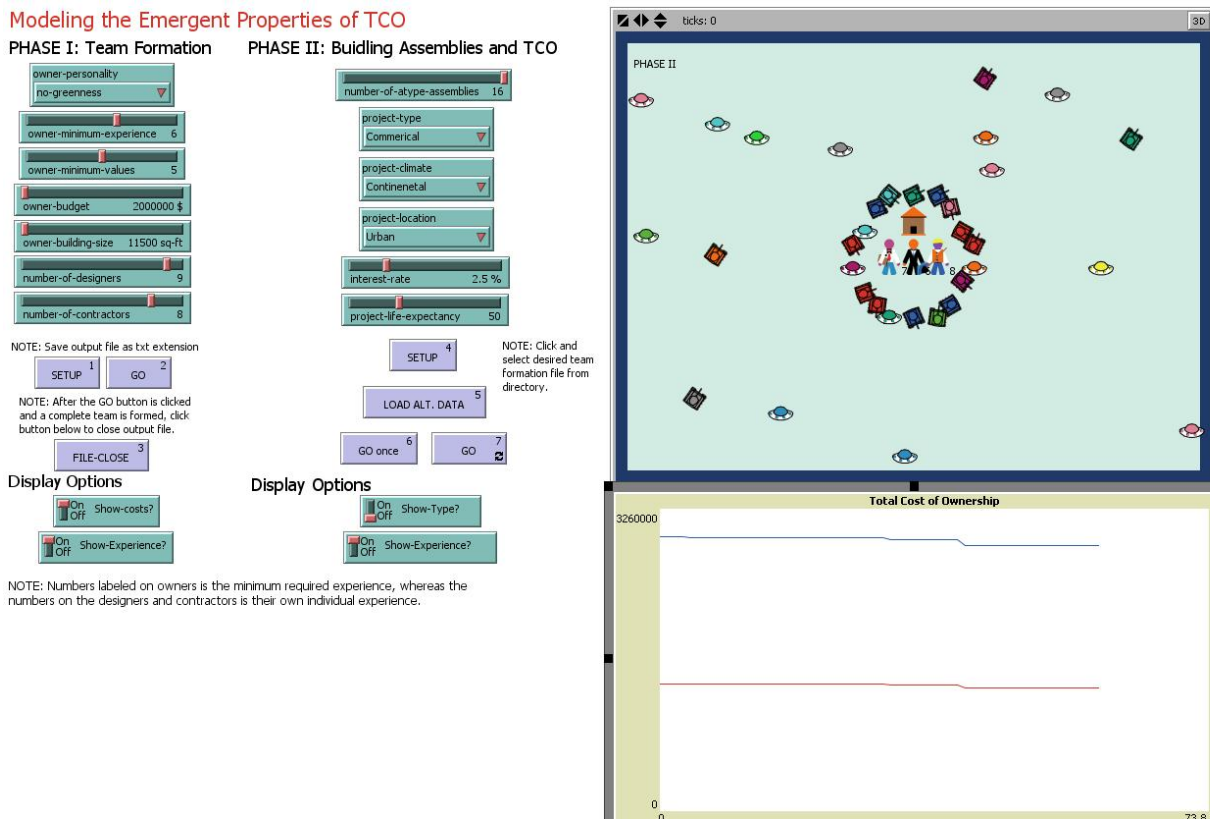 Modeling the Emergent Properties of TCO
PHASE I: Team Formation
owner-personality
no-greenness
owner-minimum-experience 6
owner-minimum-values 5
owner-budget 2000000 $
owner-building-size 11500 sq-ft
number-of-designers 9
number-of-contractors 8
NOTE: Save output file as txt extension
SETUP 1
GO 2
NOTE: After the GO button is clicked
and a complete team is formed, click
button below to close output file.
FILE-CLOSE 3
Display Options
On
Off Show-costs?
On
Off Show-Experience?
PHASE II: Buidling Assemblies and TCO
number-of-atype-assemblies 16
project-type
Commerical
project-climate
Continenetal
project-location
Urban
interest-rate 2.5 %
project-life-expectancy 50
SETUP 4
NOTE: Click and
select desired team
formation file from
directory.
LOAD ALT. DATA 5
GO once 6
GO 7
Display Options
On
Off Show-Type?
On
Off Show-Experience?
NOTE: Numbers labeled on owners is the minimum required experience, whereas the
numbers on the designers and contractors is their own individual experience.
ticks: 0
3D
PHASE II
7
8
Total Cost of Ownership
3260000
0
0
73.8